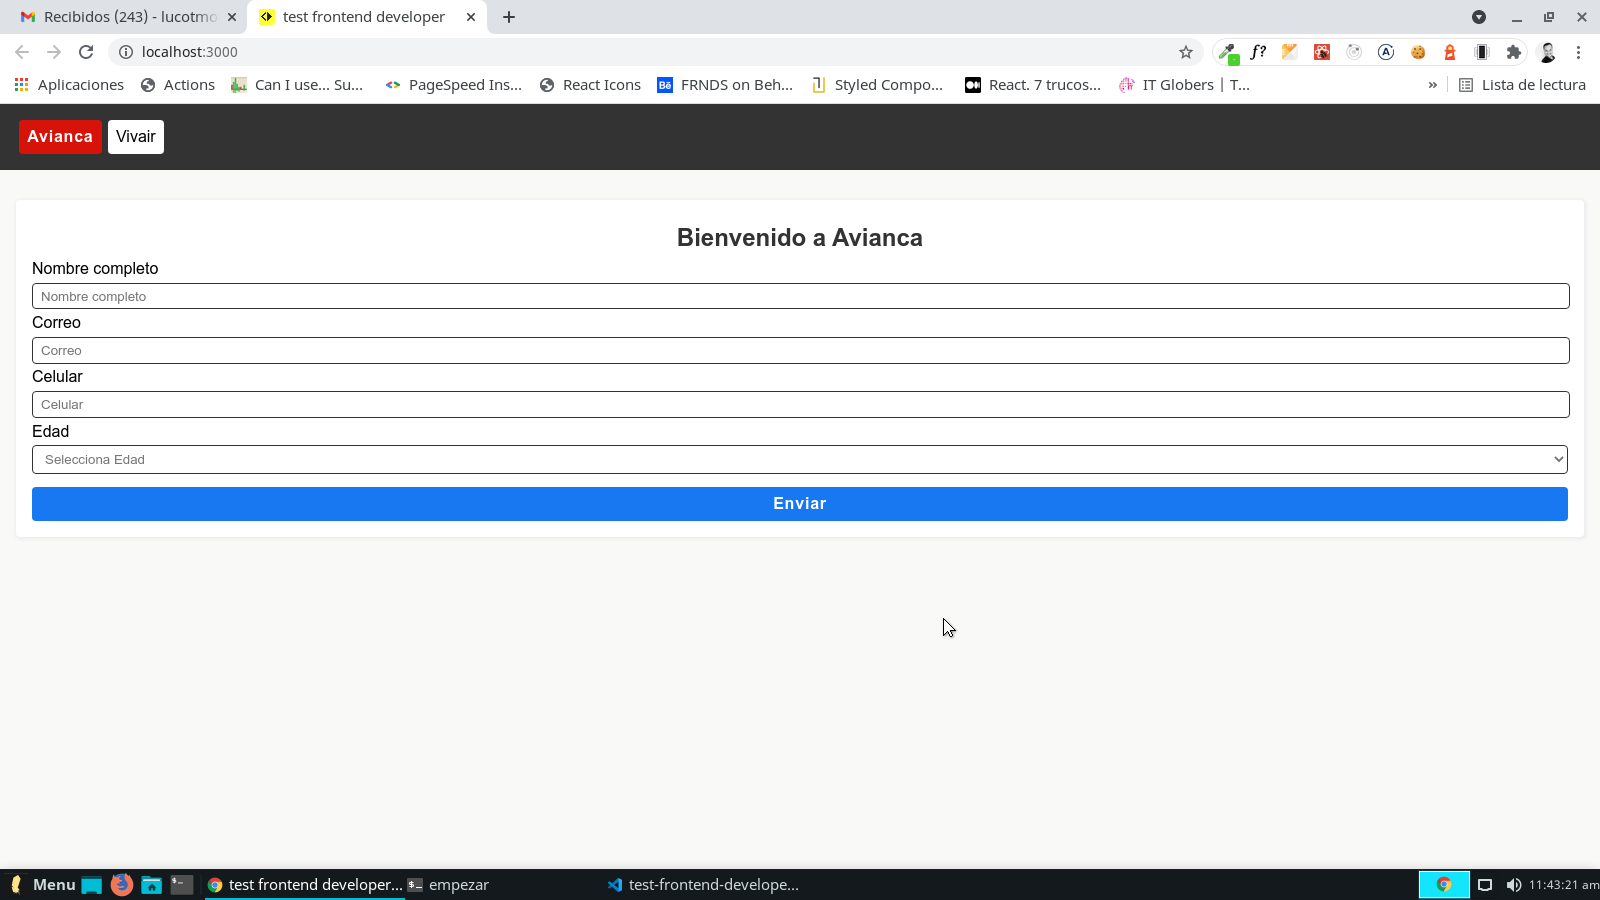 Recibidos (243) - lucotmo
test frontend developer
localhost:3000
Aplicaciones
Actions
Can I use... Su...
PageSpeed Ins...
React Icons
FRNDS on Beh...
Styled Compo...
React. 7 trucos...
IT Globers | T...
»
Lista de lectura
Avianca
Vivair
Bienvenido a Avianca
Nombre completo
Nombre completo
Correo
Correo
Celular
Celular
Edad
Selecciona Edad
Enviar
Menu
test frontend developer...
empezar
test-frontend-develope...
11:43:21 am